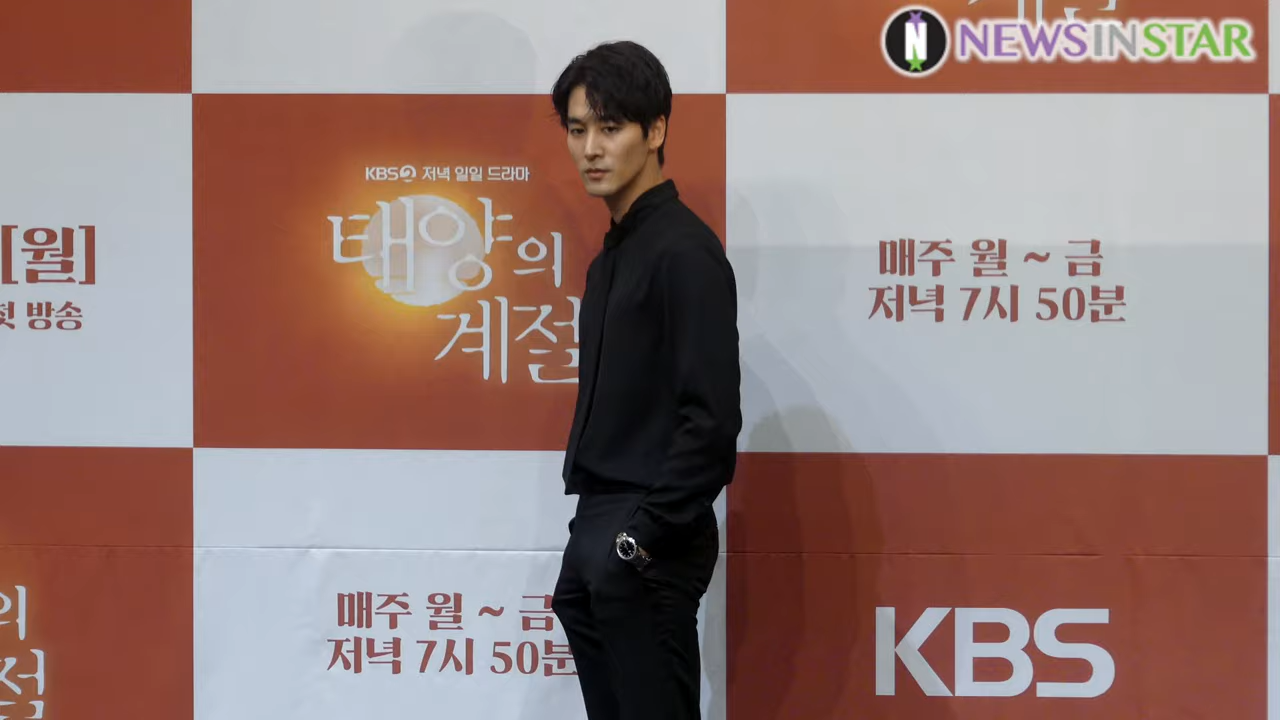 N NEWSINSTAR
KBS2 저녁 일일 드라마
태양의
계절
[월]
첫 방송
매주 월 ~ 금
저녁 7시 50분
매주 월 ~ 금
저녁 7시 50분
의
절
KBS